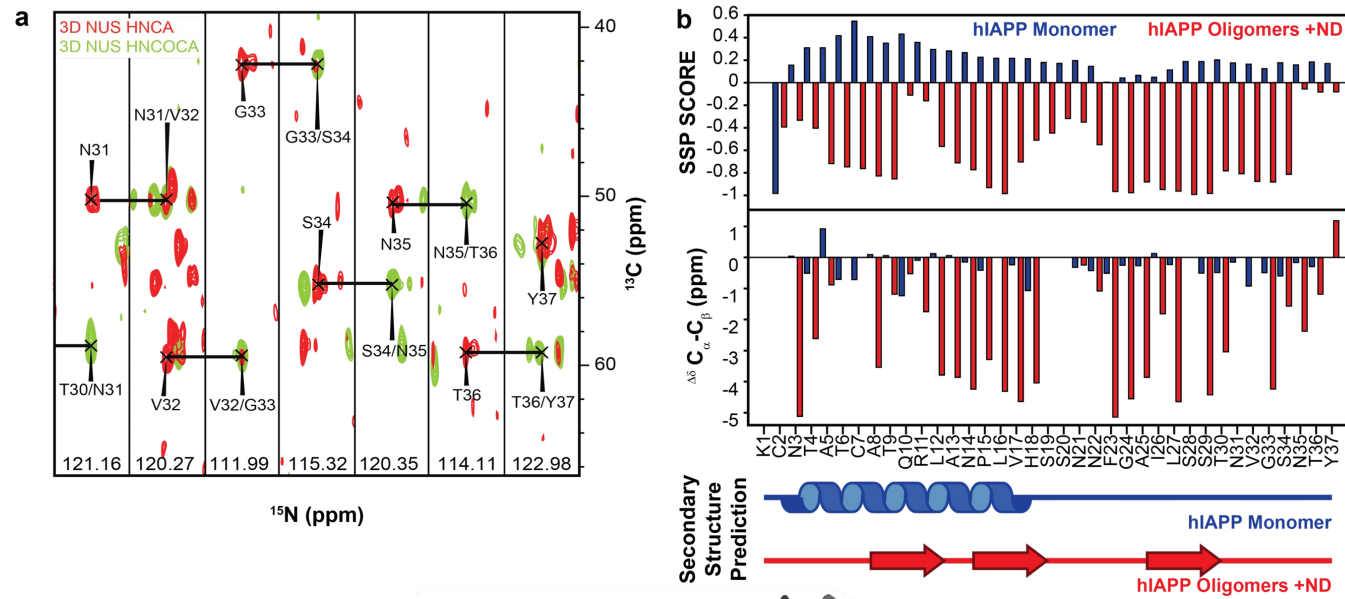 a
3D NUS HNCA
3D NUS HNCOCA
N31
N31/V32
G33
G33/S34
S34
N35
N35/T36
Y37
T30/N31
V32
V32/G33
S34/N35
T36
T36/Y37
121.16 120.27 111.99 115.32 120.35 114.11 122.98
40
50
60
¹³C (ppm)
¹⁵N (ppm)
b
hIAPP Monomer hIAPP Oligomers +ND
SSP SCORE
0.6
0.4
0.2
0
-0.2
-0.4
-0.6
-0.8
-1
Δδ Cα-Cβ (ppm)
1
0
-1
-2
-3
-4
-5
K1 C2 N3 T4 A5 T6 C7 A8 T9 Q10 R11 L12 A13 N14 P15 L16 V17 H18 S19 S20 N21 N22 F23 G24 A25 I26 L27 S28 S29 T30 N31 V32 G33 S34 N35 T36 Y37
Secondary
Structure
Prediction
hIAPP Monomer
hIAPP Oligomers +ND